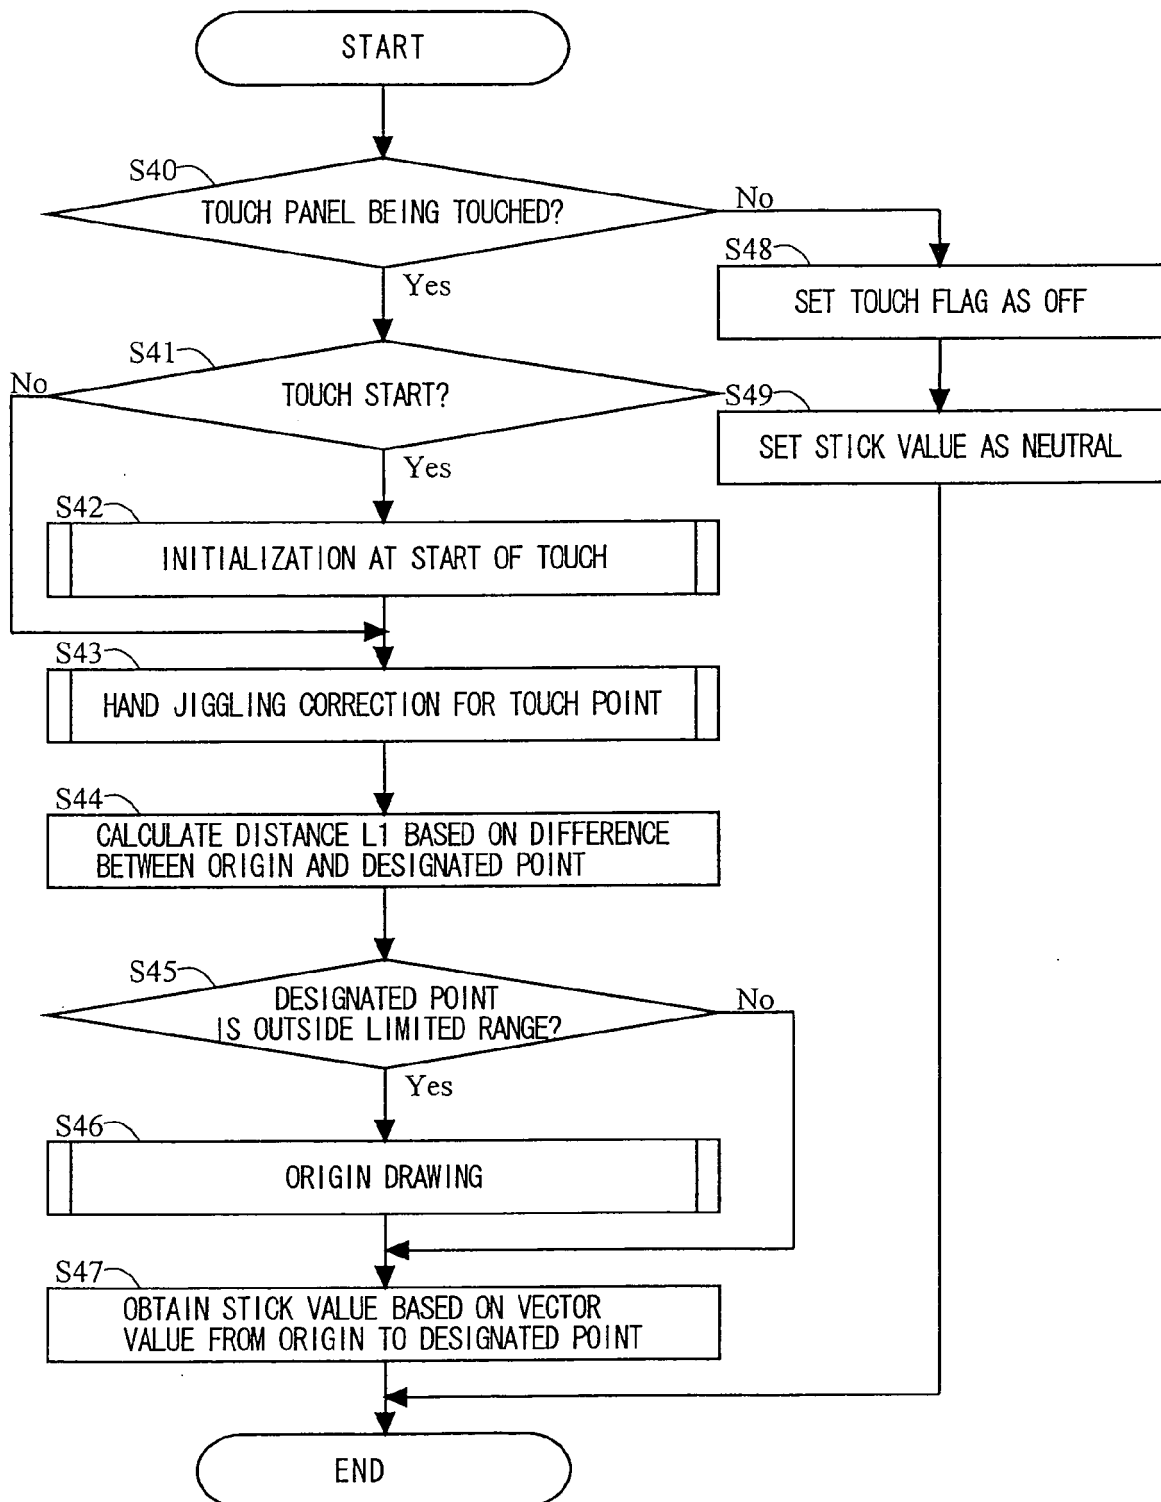 START
S40
TOUCH PANEL BEING TOUCHED?
No
Yes
S48
SET TOUCH FLAG AS OFF
S41
No
TOUCH START?
Yes
S49
SET STICK VALUE AS NEUTRAL
S42
INITIALIZATION AT START OF TOUCH
S43
HAND JIGGLING CORRECTION FOR TOUCH POINT
S44
CALCULATE DISTANCE L1 BASED ON DIFFERENCE
BETWEEN ORIGIN AND DESIGNATED POINT
S45
DESIGNATED POINT
IS OUTSIDE LIMITED RANGE?
No
Yes
S46
ORIGIN DRAWING
S47
OBTAIN STICK VALUE BASED ON VECTOR
VALUE FROM ORIGIN TO DESIGNATED POINT
END